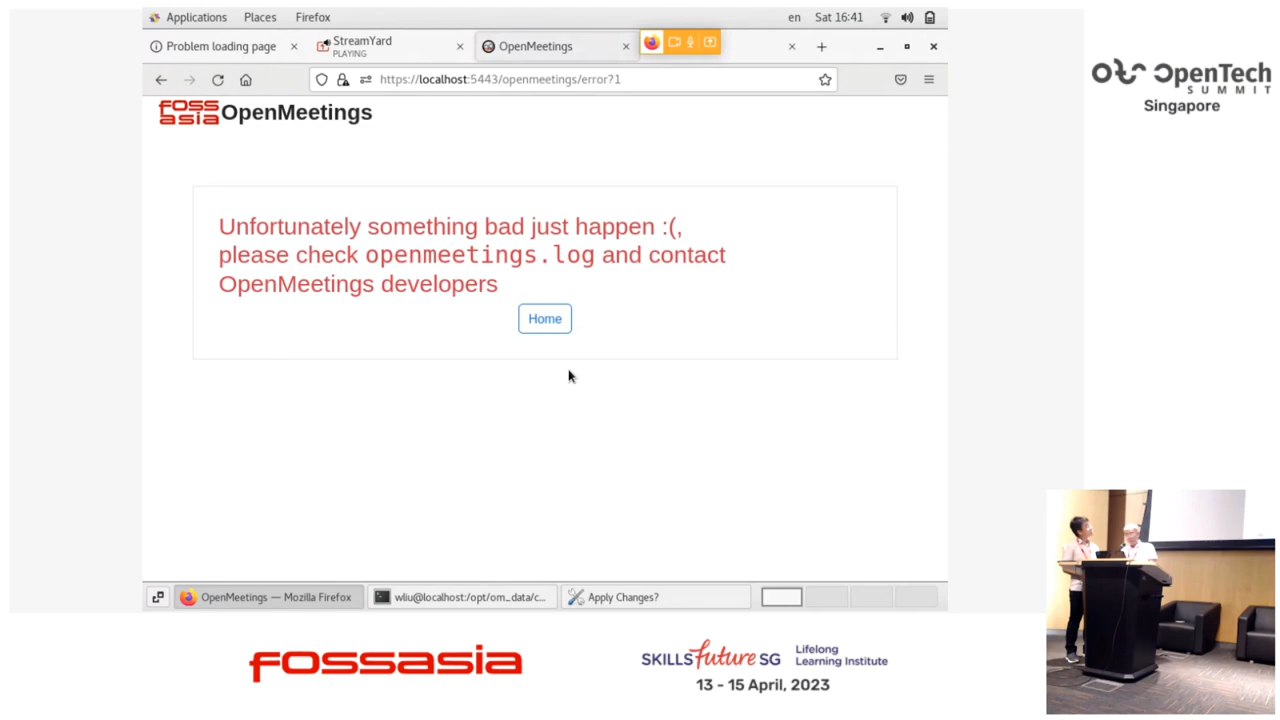 Applications Places Firefox en Sat 16:41
Problem loading page
StreamYard
PLAYING
OpenMeetings
https://localhost:5443/openmeetings/error?1
FOSS
asia
OpenMeetings
Unfortunately something bad just happen :(,
please check openmeetings.log and contact
OpenMeetings developers
Home
OpenMeetings — Mozilla Firefox
wliu@localhost:/opt/om_data/c...
Apply Changes?
OpenTech
SUMMIT
Singapore
fossasia
SKILLSfuture SG
Lifelong
Learning Institute
13 - 15 April, 2023